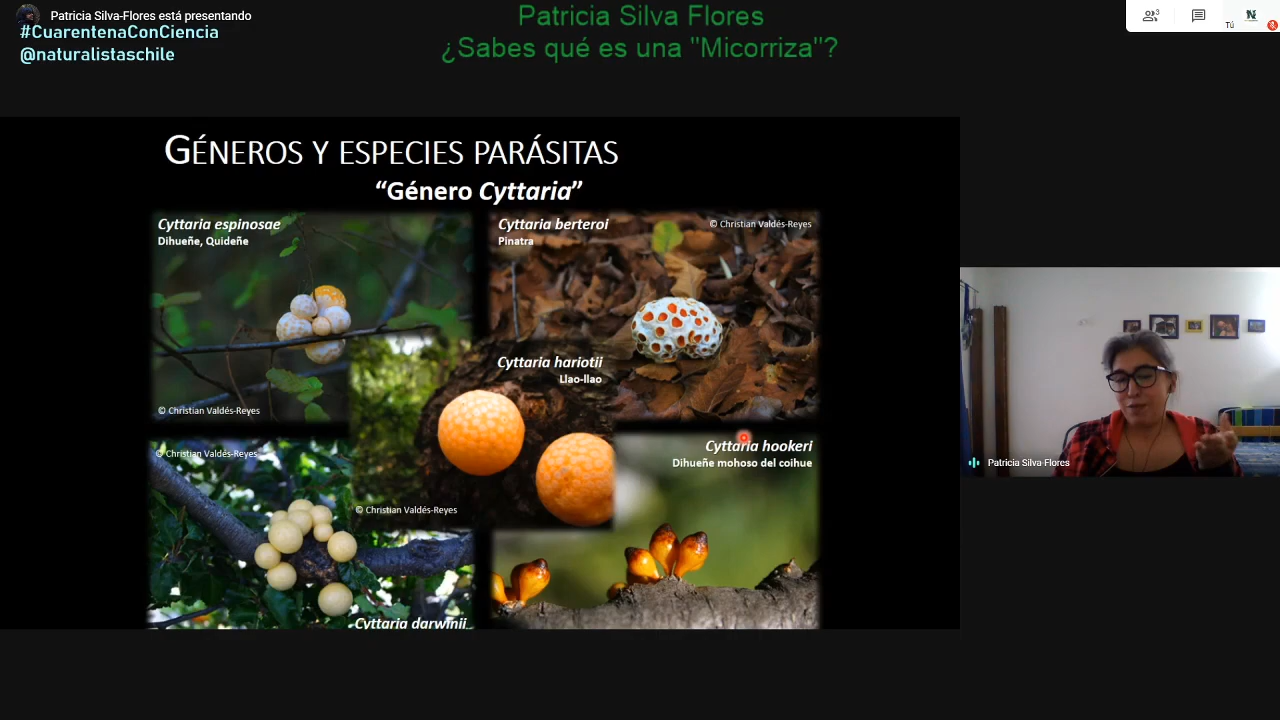 Patricia Silva-Flores está presentando
#CuarentenaConCiencia
@naturalistaschile
Patricia Silva Flores
¿Sabes qué es una "Micorriza"?
3
Tú
N
GÉNEROS Y ESPECIES PARÁSITAS
“Género Cyttaria”
Cyttaria espinosae
Dihueñe, Quideñe
© Christian Valdés-Reyes
Cyttaria berteroi
Pinatra
© Christian Valdés-Reyes
Cyttaria hariotii
Llao-llao
© Christian Valdés-Reyes
© Christian Valdés-Reyes
Cyttaria darwinii
Cyttaria hookeri
Dihueñe mohoso del coihue
Patricia Silva-Flores